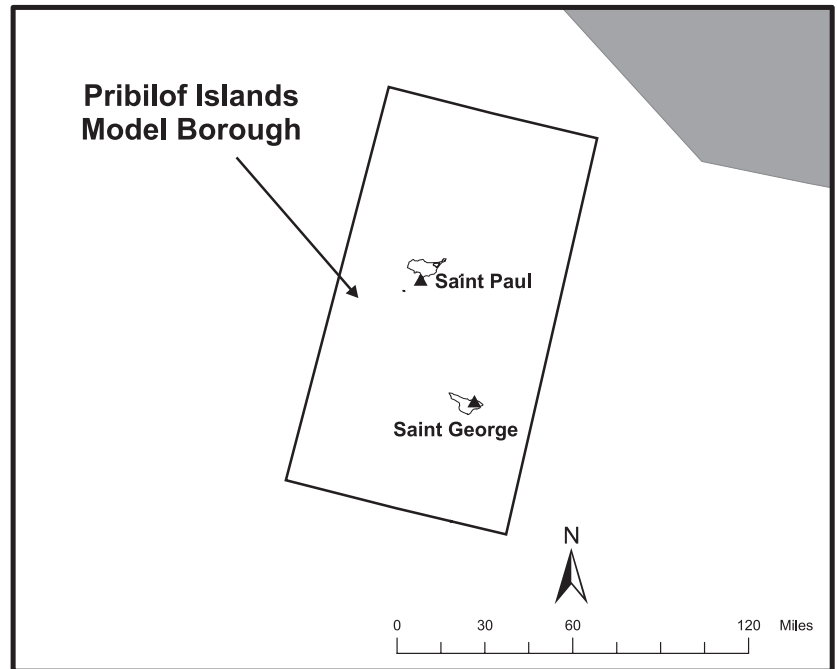 Pribilof Islands
Model Borough
Saint Paul
Saint George
N
0 30 60 120 Miles